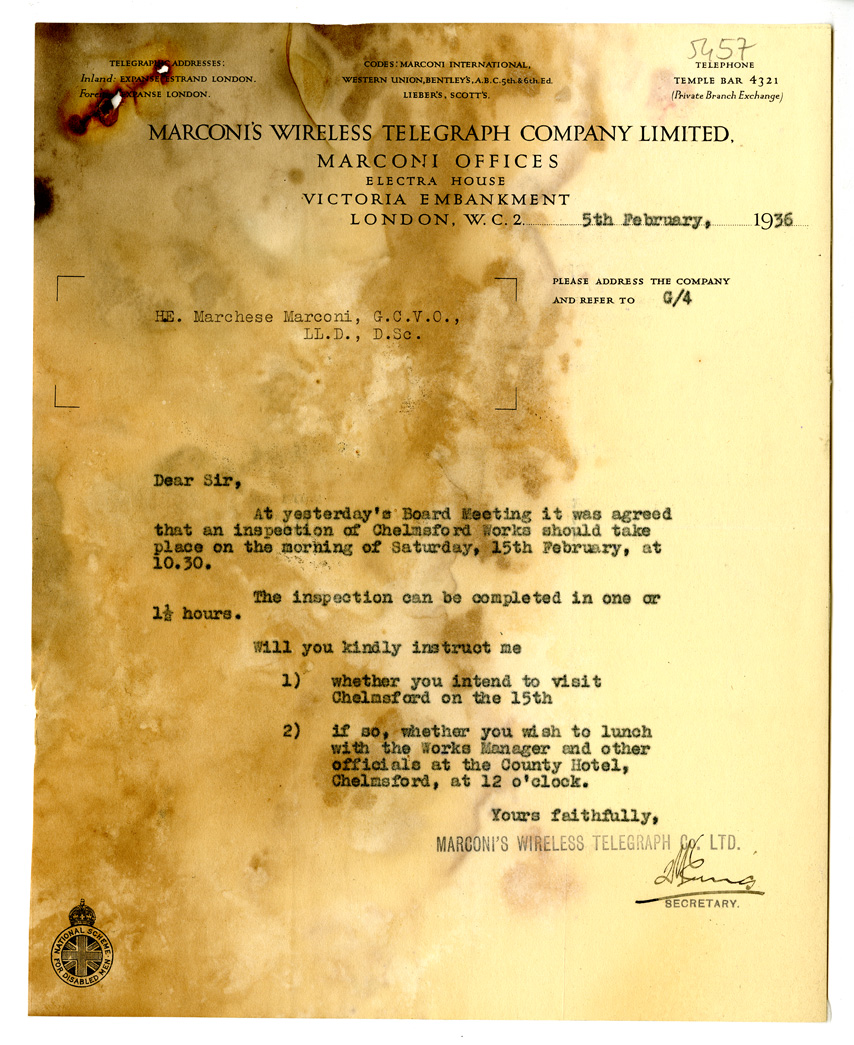 5457
TELEGRAPHIC ADDRESSES:
Inland: EXPANSE, ESTRAND LONDON.
EXPANSE LONDON.
CODES: MARCONI INTERNATIONAL,
WESTERN UNION, BENTLEY'S, A.B.C. 5th. & 6th. Ed.
LIEBER'S, SCOTT'S.
TELEPHONE
TEMPLE BAR 4321
(Private Branch Exchange)
MARCONI'S WIRELESS TELEGRAPH COMPANY LIMITED,
MARCONI OFFICES
ELECTRA HOUSE
VICTORIA EMBANKMENT
LONDON, W.C.2. 5th February, 1936
PLEASE ADDRESS THE COMPANY
AND REFER TO G/4
HE. Marchese Marconi, G.C.V.O.,
LL.D., D.Sc.
Dear Sir,
At yesterday's Board Meeting it was agreed
that an inspection of Chelmsford Works should take
place on the morning of Saturday, 15th February, at
10.30.
The inspection can be completed in one or
1½ hours.
Will you kindly instruct me
1) whether you intend to visit
Chelmsford on the 15th
2) if so, whether you wish to lunch
with the Works Manager and other
officials at the County Hotel,
Chelmsford, at 12 o'clock.
Yours faithfully,
MARCONI'S WIRELESS TELEGRAPH Co. LTD.
SECRETARY.
NATIONAL SCHEME
FOR DISABLED MEN